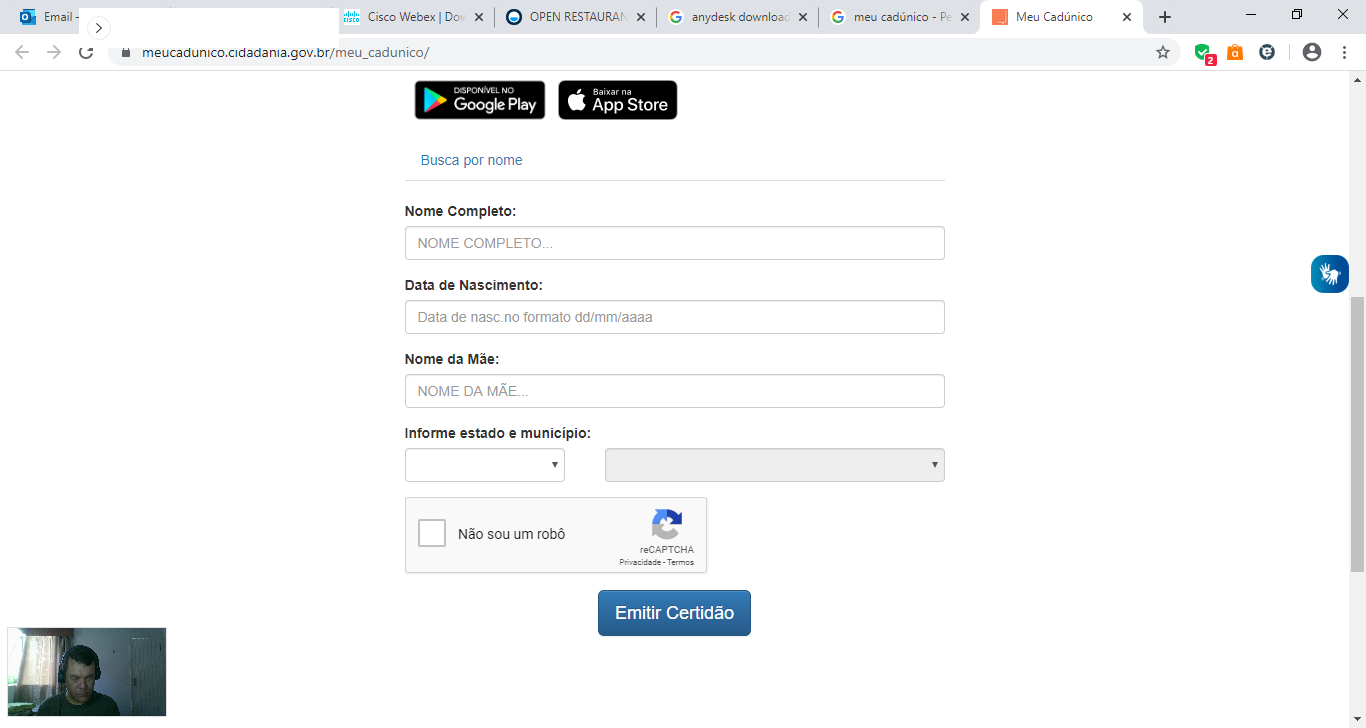 Email -
Cisco Webex | Dow
OPEN RESTAURAN
anydesk download
meu cadúnico - Pe
Meu Cadúnico
meucadunico.cidadania.gov.br/meu_cadunico/
2
DISPONÍVEL NO
Google Play
Baixar na
App Store
Busca por nome
Nome Completo:
NOME COMPLETO...
Data de Nascimento:
Data de nasc.no formato dd/mm/aaaa
Nome da Mãe:
NOME DA MÃE...
Informe estado e município:
Não sou um robô
reCAPTCHA
Privacidade - Termos
Emitir Certidão